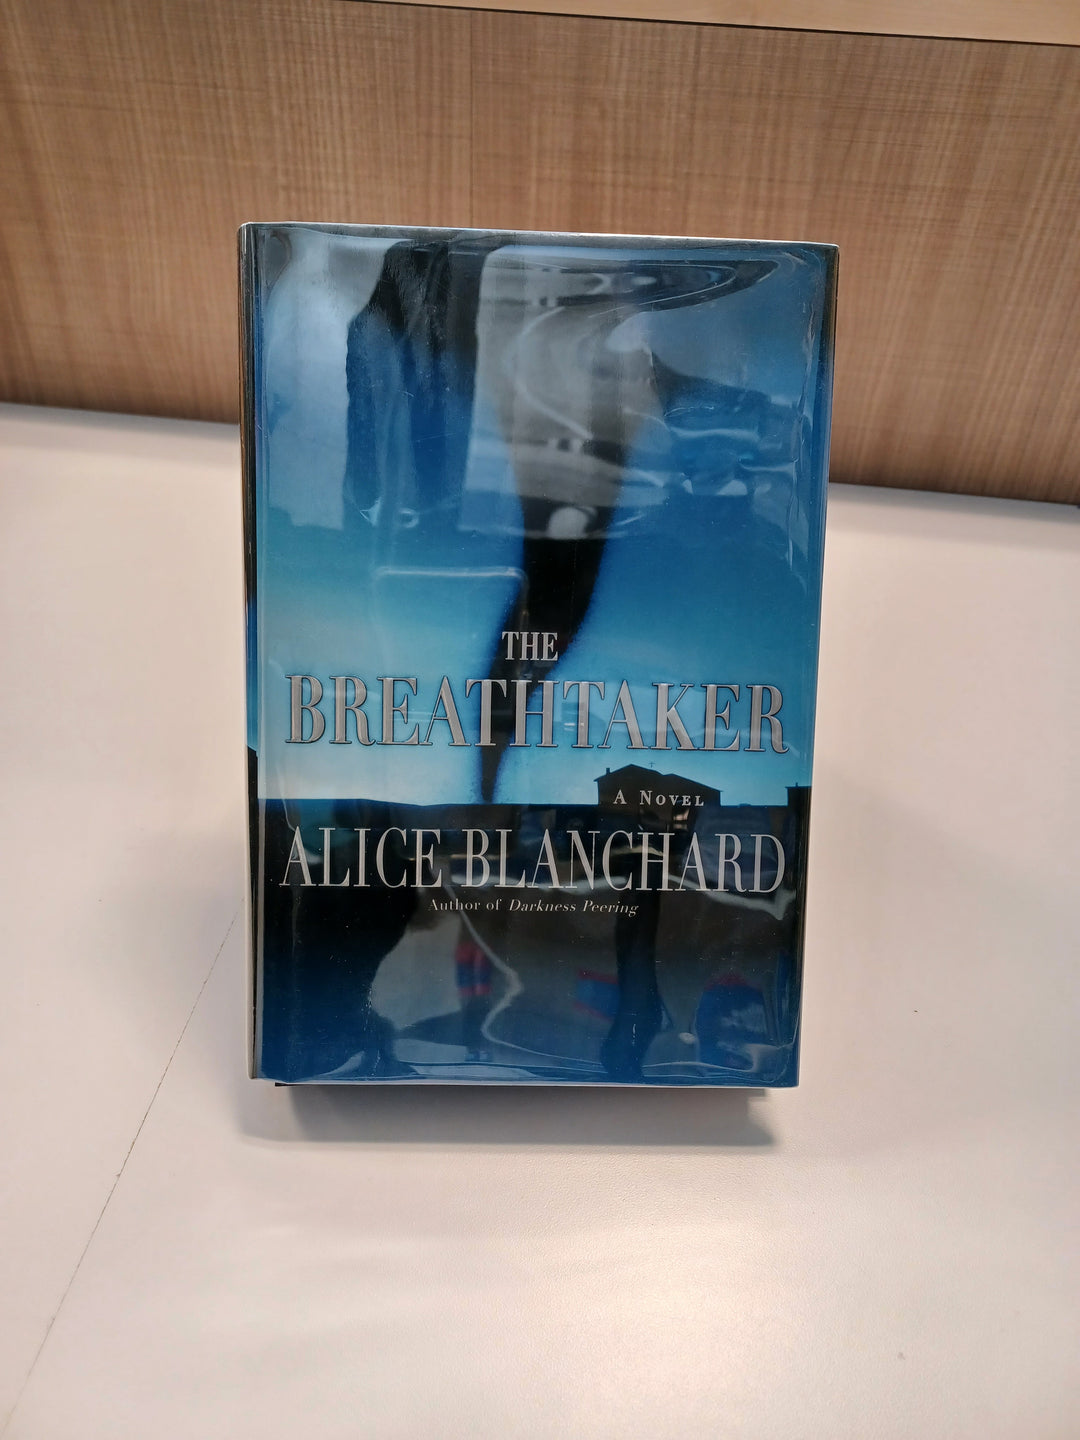 THE
BREATHTAKER
A NOVEL
ALICE BLANCHARD
Author of Darkness Peering